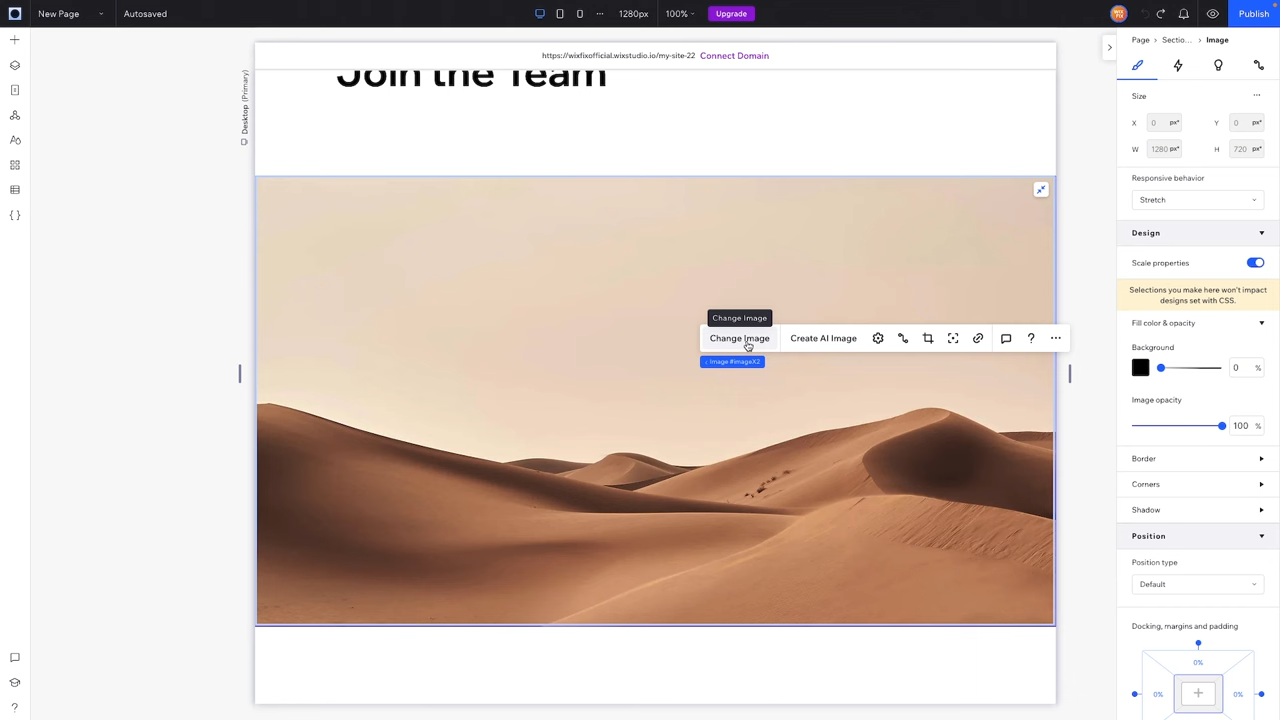 New Page
Autosaved
1280px
100%
Upgrade
Publish
https://wixfixofficial.wixstudio.io/my-site-22 Connect Domain
Desktop (Primary)
Join the Team
Change Image
Change Image
Create AI Image
Image #imageX2
Page
Sectio...
Image
Size
X 0 px*
Y 0 px*
W 1280 px*
H 720 px*
Responsive behavior
Stretch
Design
Scale properties
Selections you make here won't impact
designs set with CSS.
Fill color & opacity
Background
0 %
Image opacity
100 %
Border
Corners
Shadow
Position
Position type
Default
Docking, margins and padding
0%
0%
0%